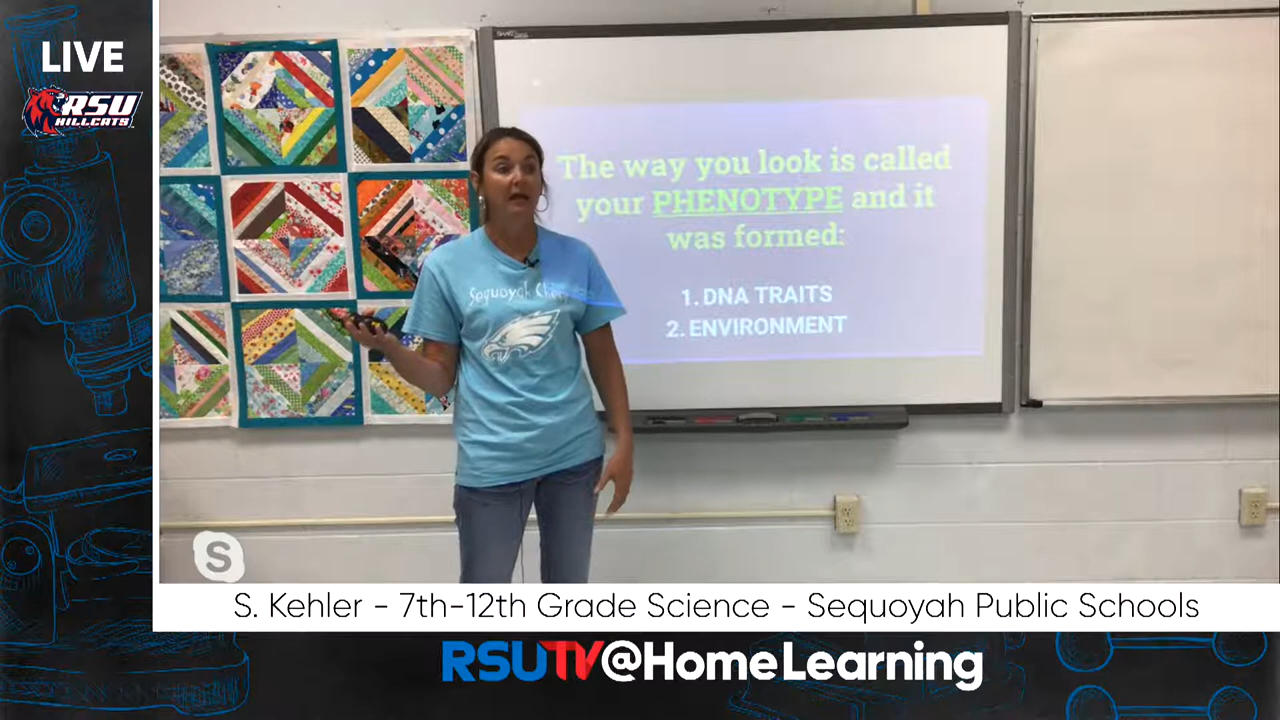 LIVE
RSU
HILLCATS
The way you look is called
your PHENOTYPE and it
was formed:
1. DNA TRAITS
2. ENVIRONMENT
Sequoyah
S
S. Kehler - 7th-12th Grade Science - Sequoyah Public Schools
RSUTV@HomeLearning